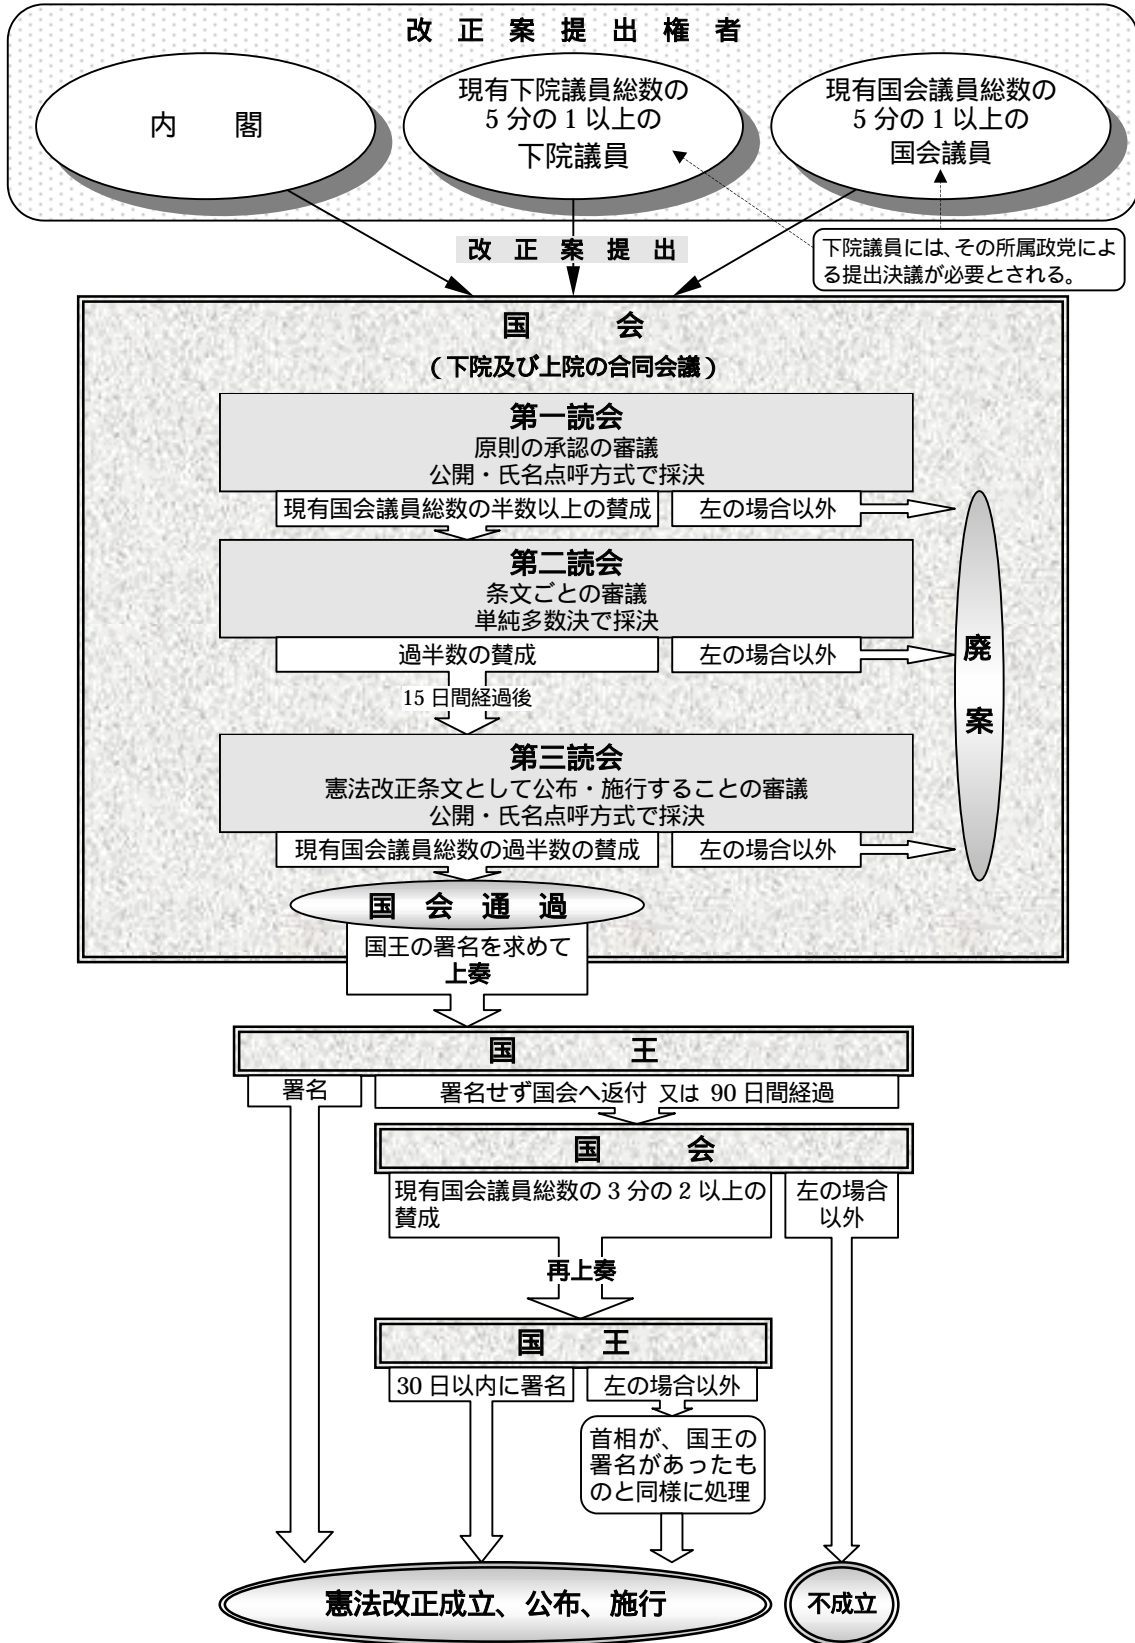 改正案提出権者
内　閣
現有下院議員総数の
5分の1以上の
下院議員
現有国会議員総数の
5分の1以上の
国会議員
改正案提出
下院議員には、その所属政党によ
る提出決議が必要とされる。
国　会
(下院及び上院の合同会議)
第一読会
原則の承認の審議
公開・氏名点呼方式で採決
現有国会議員総数の半数以上の賛成
左の場合以外
第二読会
条文ごとの審議
単純多数決で採決
過半数の賛成
左の場合以外
廃案
15日間経過後
第三読会
憲法改正条文として公布・施行することの審議
公開・氏名点呼方式で採決
現有国会議員総数の過半数の賛成
左の場合以外
国会通過
国王の署名を求めて
上奏
国　王
署名
署名せず国会へ返付 又は 90日間経過
国　会
現有国会議員総数の3分の2以上の
賛成
左の場合
以外
再上奏
国　王
30日以内に署名
左の場合以外
首相が、国王の
署名があったも
のと同様に処理
憲法改正成立、公布、施行
不成立